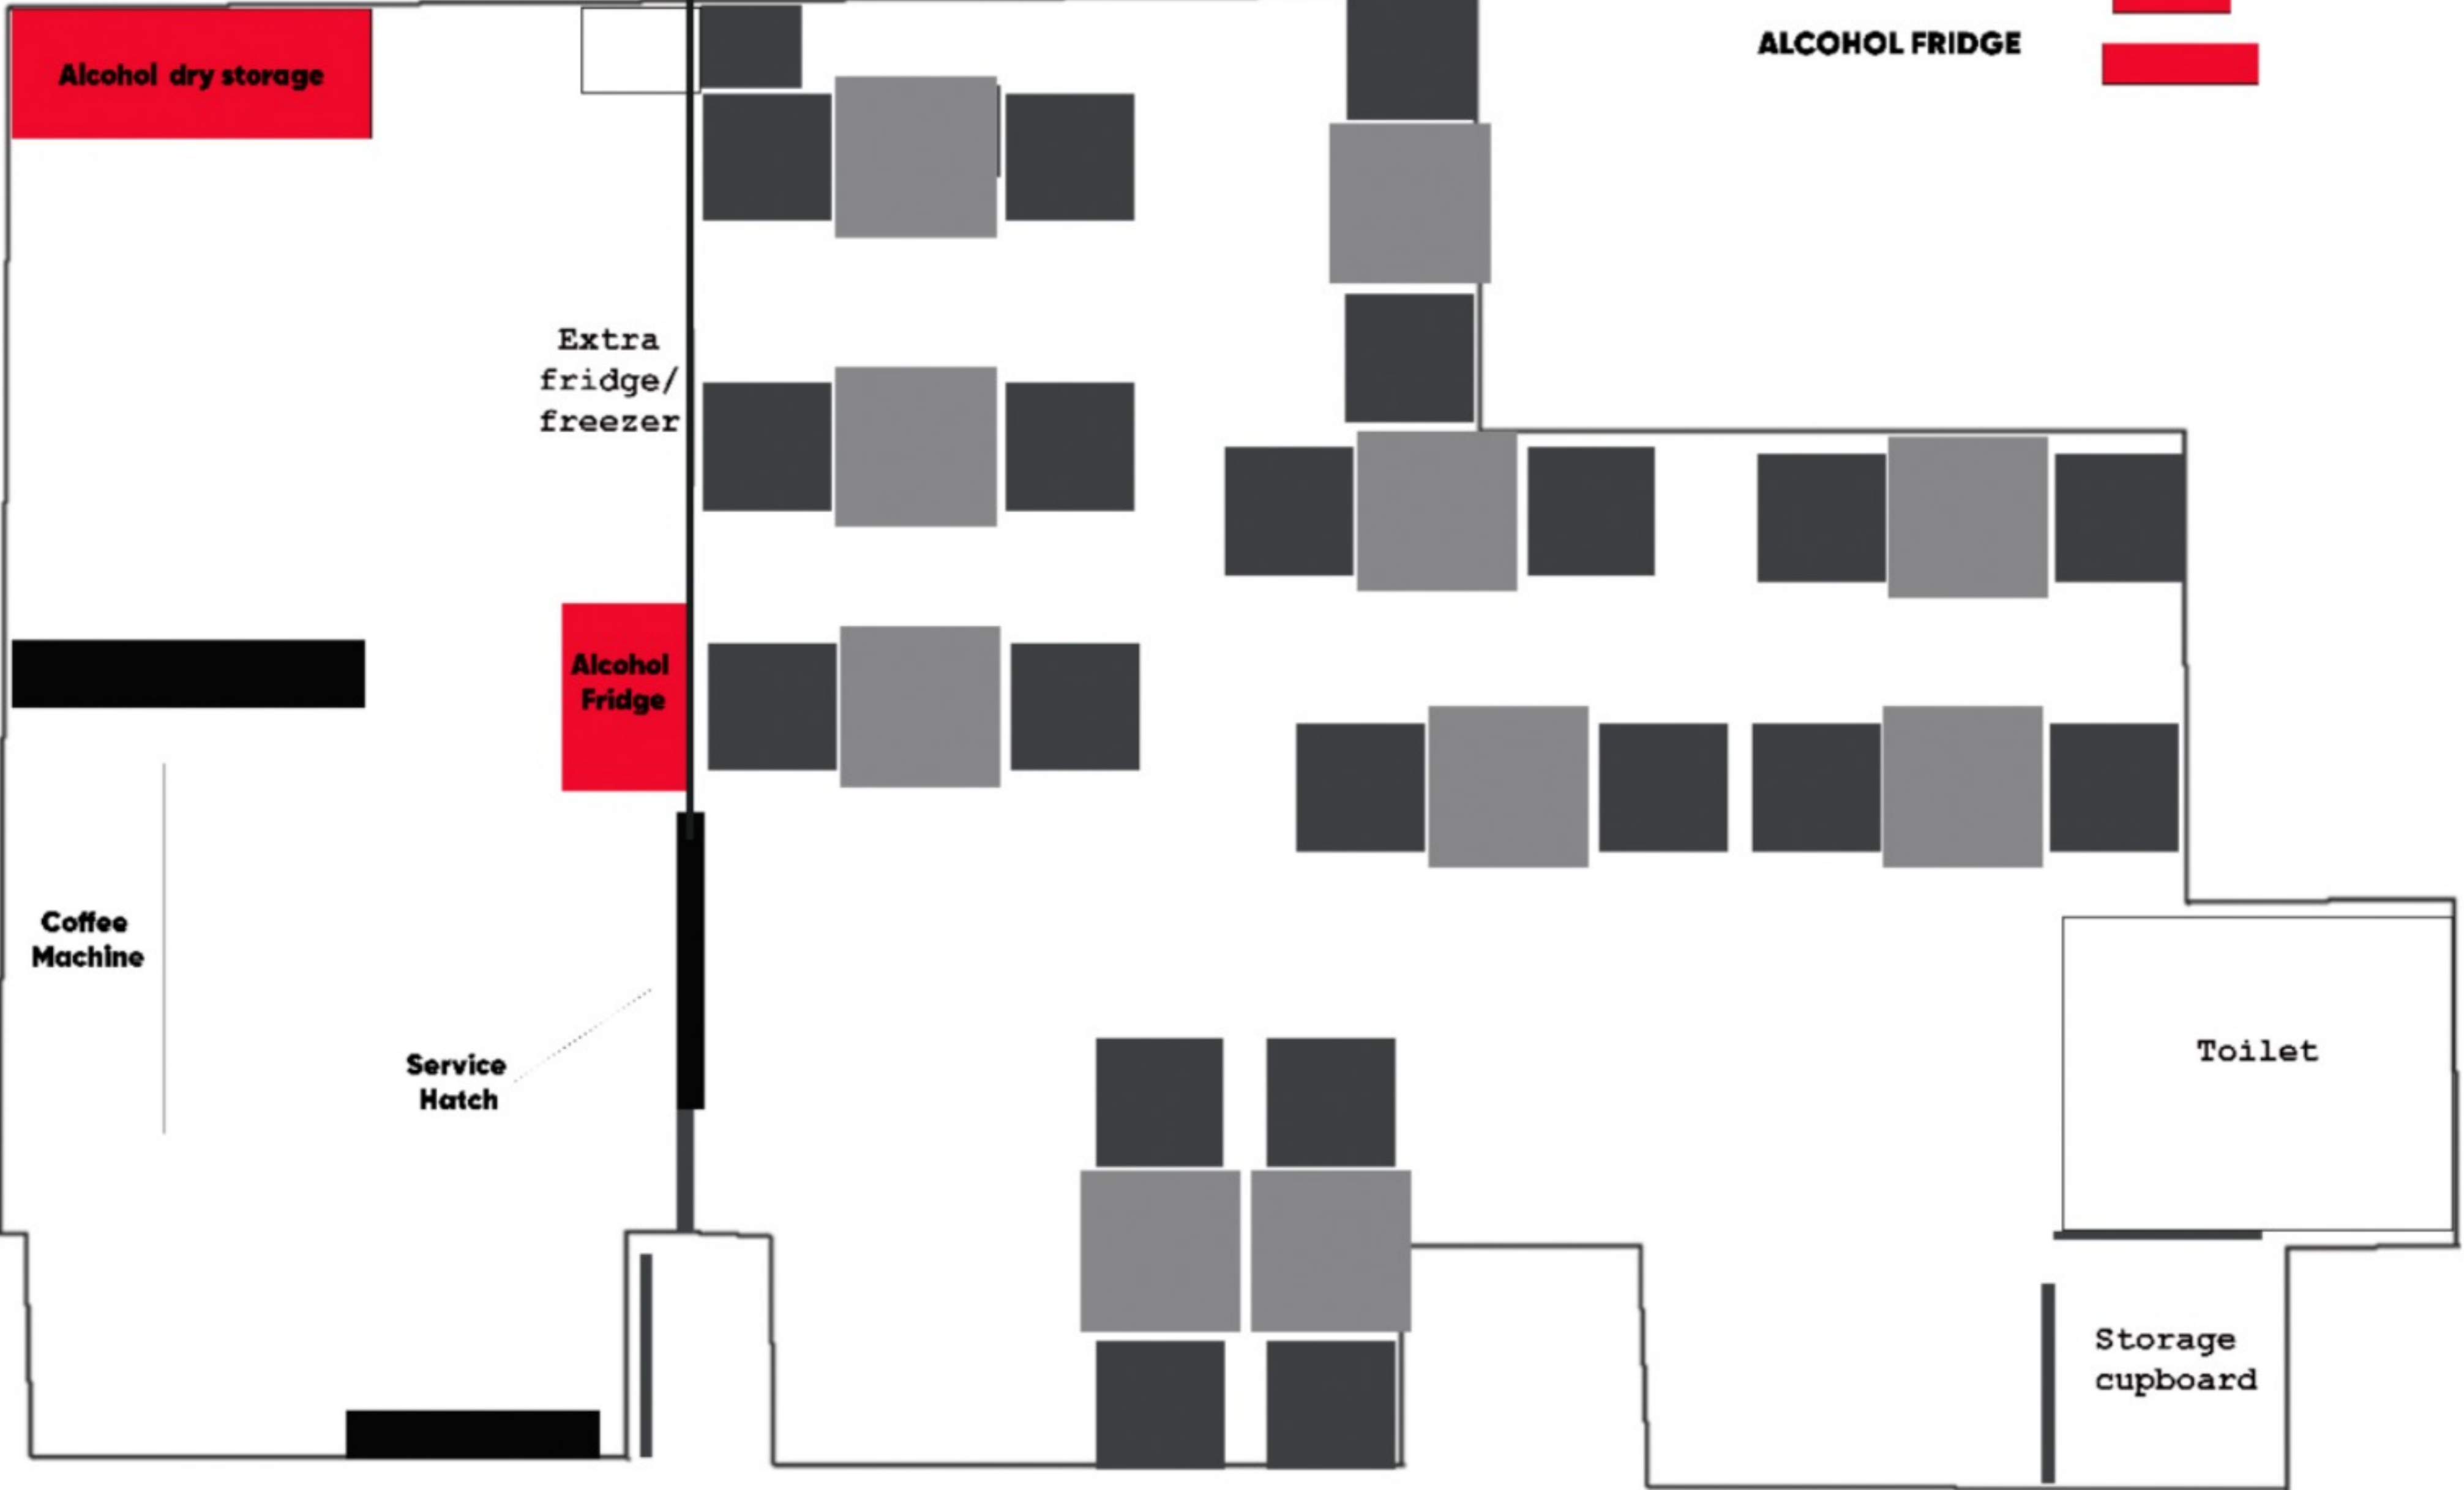 Alcohol dry storage
ALCOHOL FRIDGE
Extra
fridge/
freezer
Alcohol
Fridge
Coffee
Machine
Service
Hatch
Toilet
Storage
cupboard